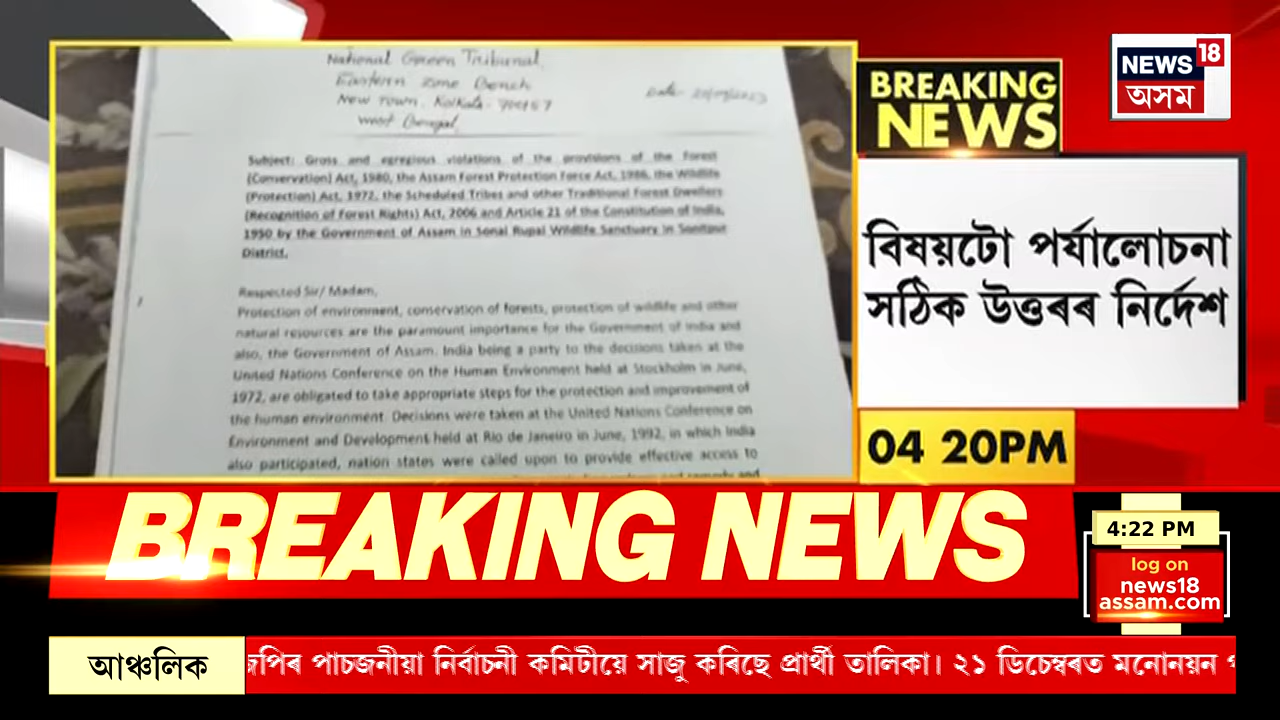 National Green Tribunal,
Eastern Zone Bench
New Town, Kolkata- 700157
West Bengal,
Date-
Subject: Gross and egregious violations of the provisions of the Forest
(Conservation) Act, 1980, the Assam Forest Protection Force Act, 1986, the Wildlife
(Protection) Act, 1972, the Scheduled Tribes and other Traditional Forest Dwellers
(Recognition of Forest Rights) Act, 2006 and Article 21 of the Constitution of India,
1950 by the Government of Assam in Sonai Rupai Wildlife Sanctuary in Sonitpur
District.
Respected Sir/ Madam,
Protection of environment, conservation of forests, protection of wildlife and other
natural resources are the paramount importance for the Government of India and
also, the Government of Assam. India being a party to the decisions taken at the
United Nations Conference on the Human Environment held at Stockholm in June,
1972, are obligated to take appropriate steps for the protection and improvement of
the human environment. Decisions were taken at the United Nations Conference on
Environment and Development held at Rio de Janeiro in June, 1992, in which India
also participated, nation states were called upon to provide effective access to
BREAKING
NEWS
NEWS 18
অসম
বিষয়টো পৰ্যালোচনা
সঠিক উত্তৰৰ নিৰ্দেশ
04 20PM
BREAKING NEWS
4:22 PM
log on
news18
assam.com
আঞ্চলিক
জেপিৰ পাচজনীয়া নিৰ্বাচনী কমিটীয়ে সাজু কৰিছে প্ৰাৰ্থী তালিকা। ২১ ডিচেম্বৰত মনোনয়ন